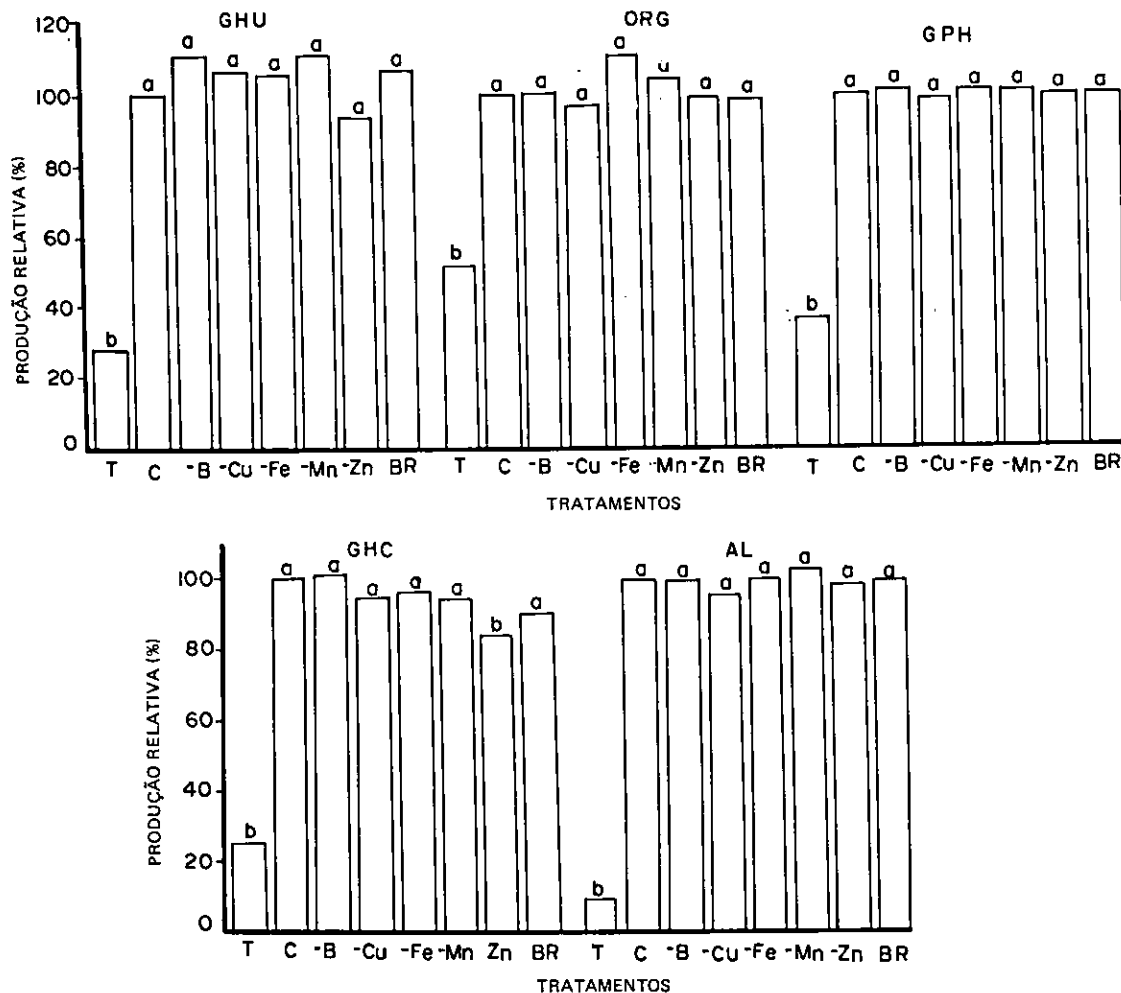 GHU ORG GPH
PRODUÇÃO RELATIVA (%)
120
100
80
60
40
20
0
b a a a a a a a
b a a a a u a a
b a a a a a a a
T C -B -Cu -Fe -Mn -Zn BR T C -B -Cu -Fe -Mn -Zn BR T C -B -Cu -Fe -Mn -Zn BR
TRATAMENTOS
GHC AL
PRODUÇÃO RELATIVA (%)
100
80
60
40
20
0
b a a a a a b a
b a a a a a a a
T C -B -Cu -Fe -Mn Zn BR T C -B -Cu -Fe -Mn -Zn BR
TRATAMENTOS